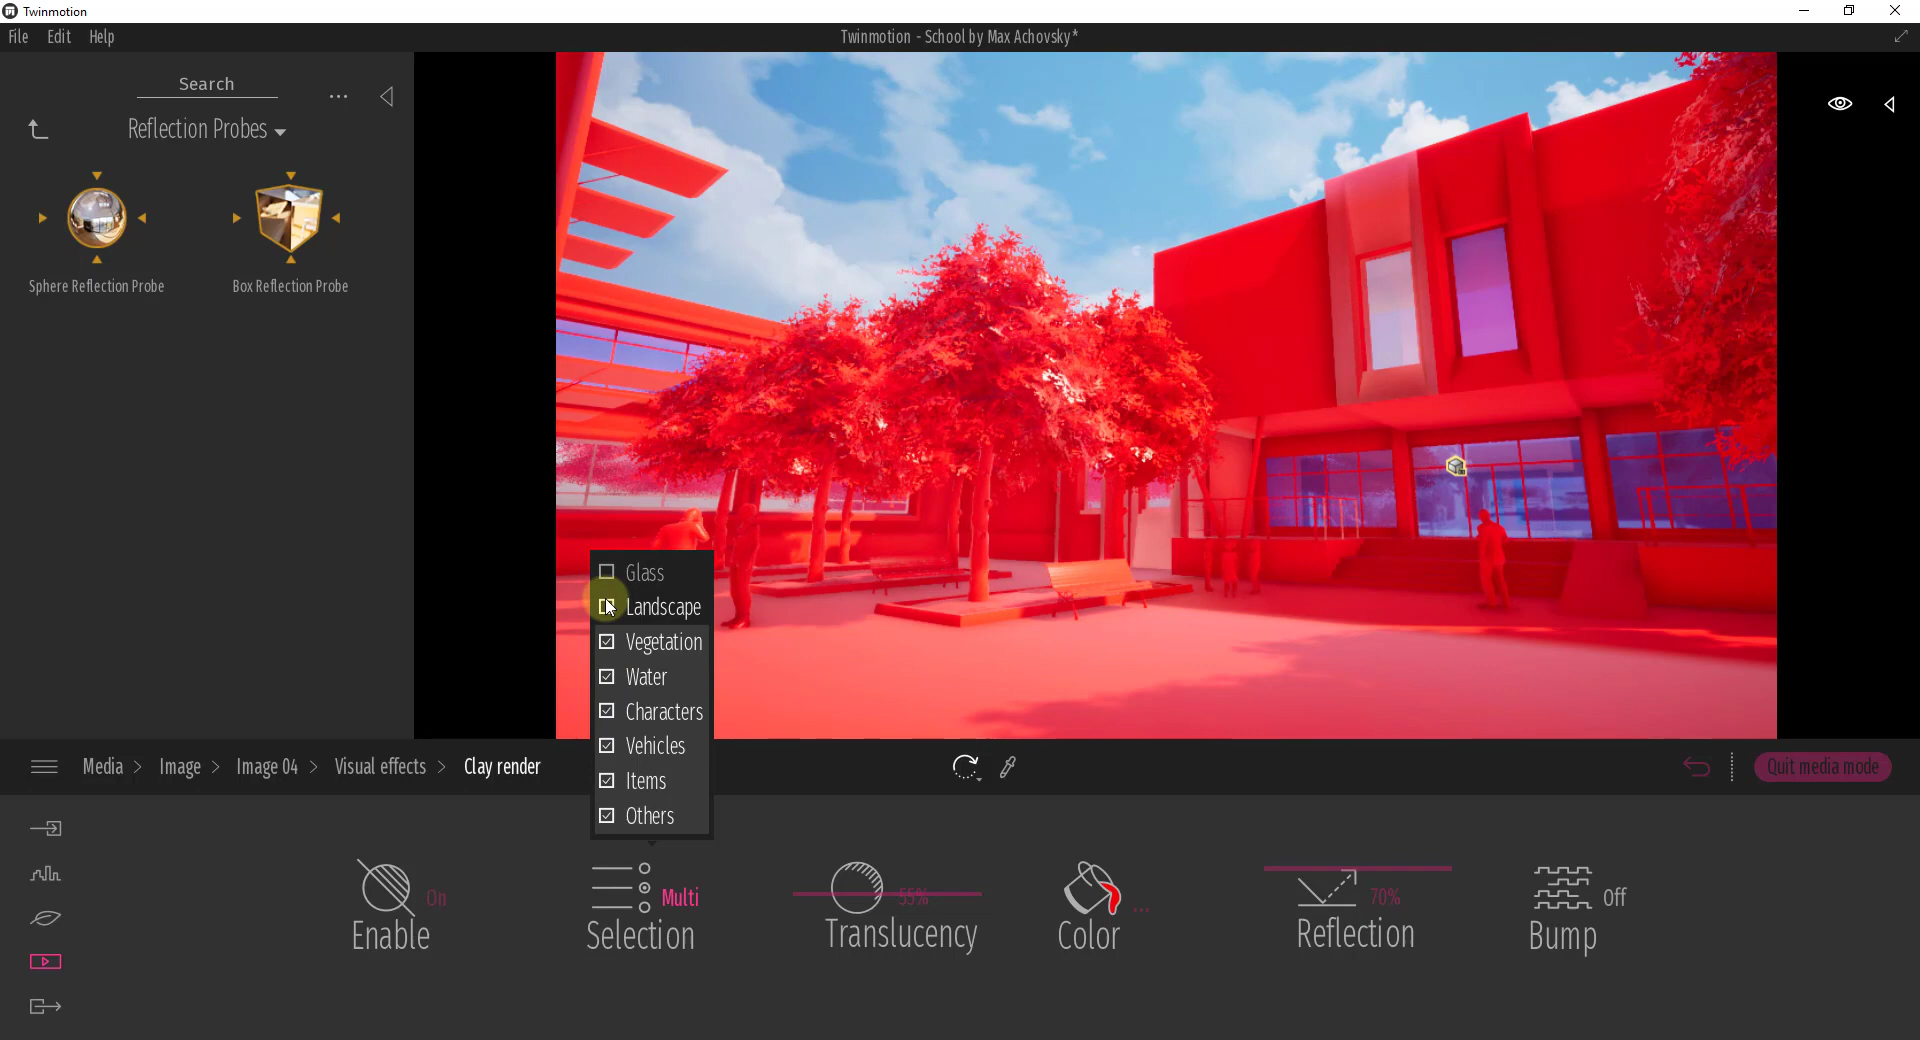 Twinmotion
File Edit Help
Twinmotion - School by Max Achovsky*
Search
...
Reflection Probes
Sphere Reflection Probe
Box Reflection Probe
Glass
Landscape
Vegetation
Water
Characters
Vehicles
Items
Others
Media > Image > Image 04 > Visual effects > Clay render
Quit media mode
On
Multi
55%
...
70%
Off
Enable
Selection
Translucency
Color
Reflection
Bump